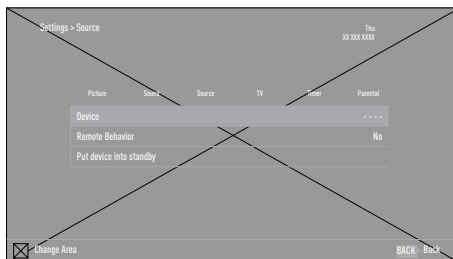 Settings > Source
Thu
XX XXX XXXX
Picture Sound Source TV Timer Parental
Device - - - -
Remote Behavior No
Put device into standby
Change Area BACK Back